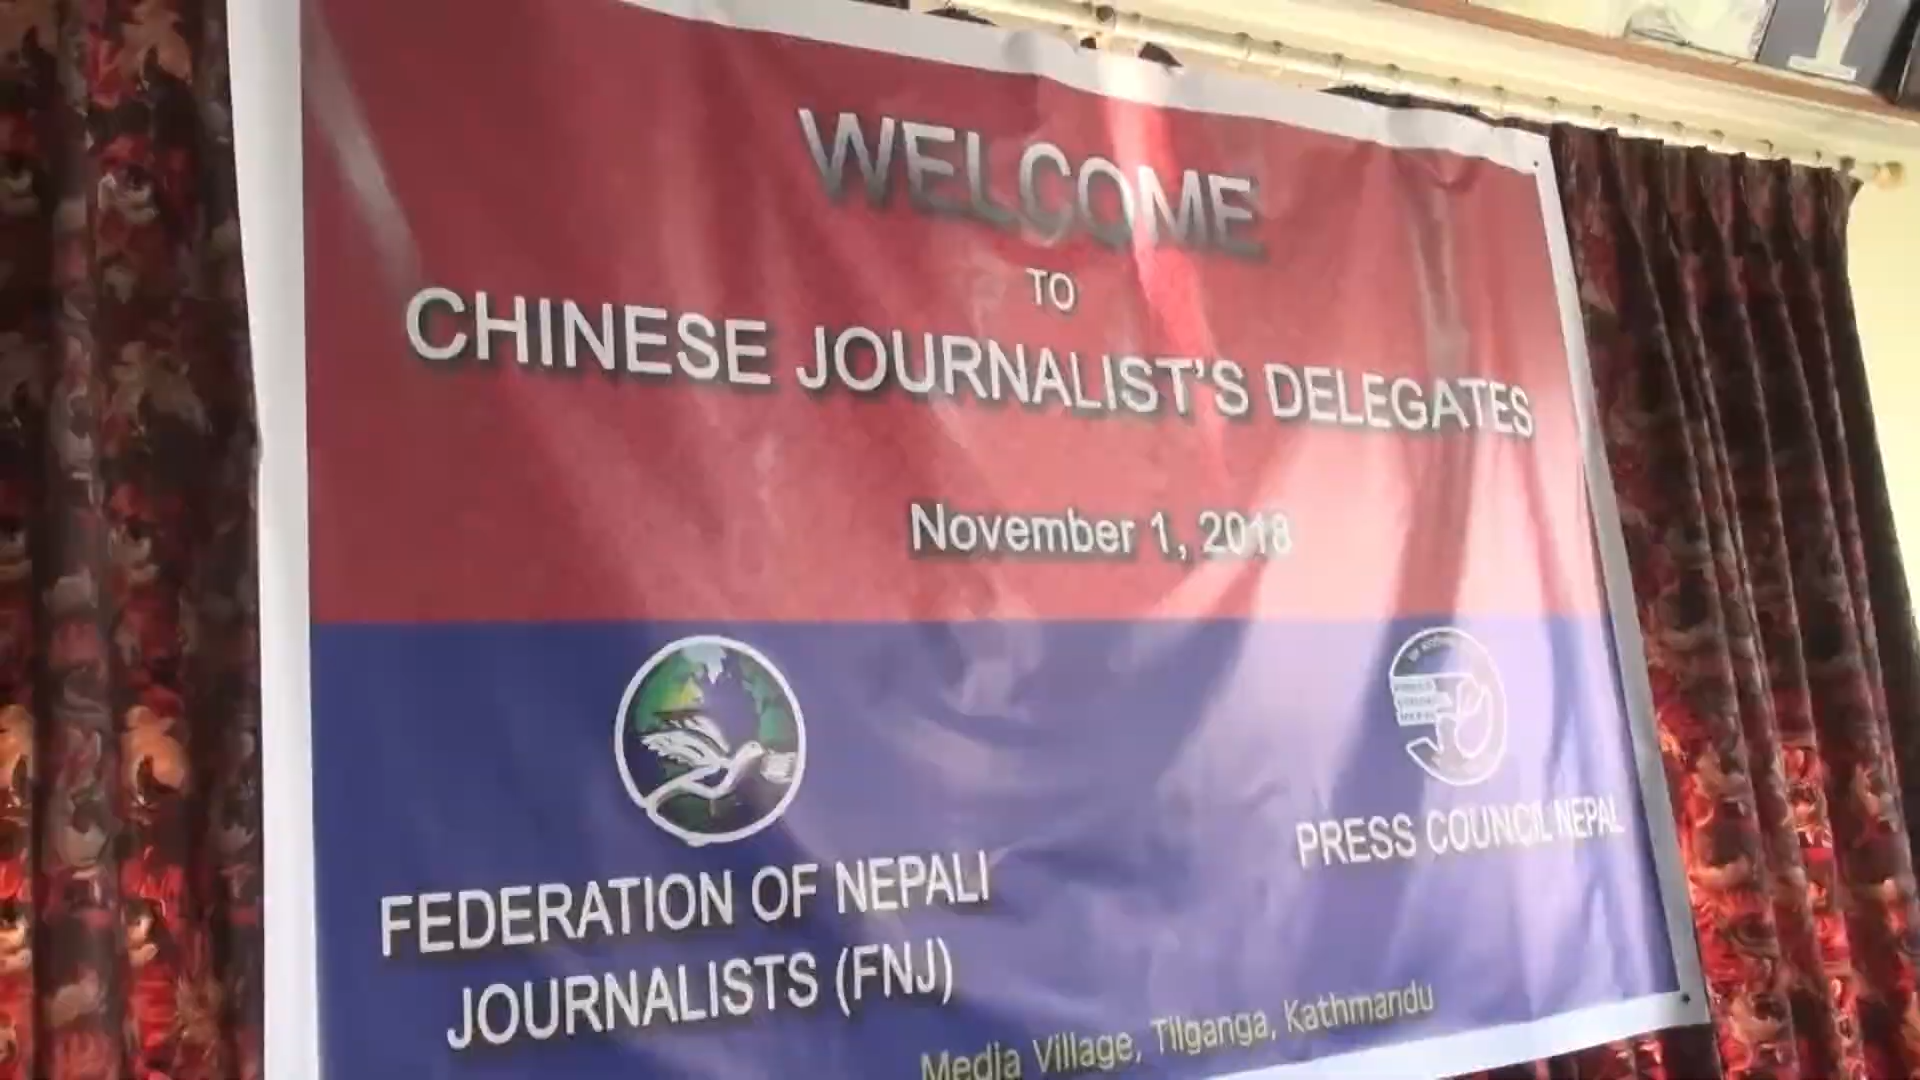 WELCOME
TO
CHINESE JOURNALIST'S DELEGATES
November 1, 2018
FEDERATION OF NEPALI
JOURNALISTS (FNJ)
PRESS COUNCIL NEPAL
Media Village, Tilganga, Kathmandu